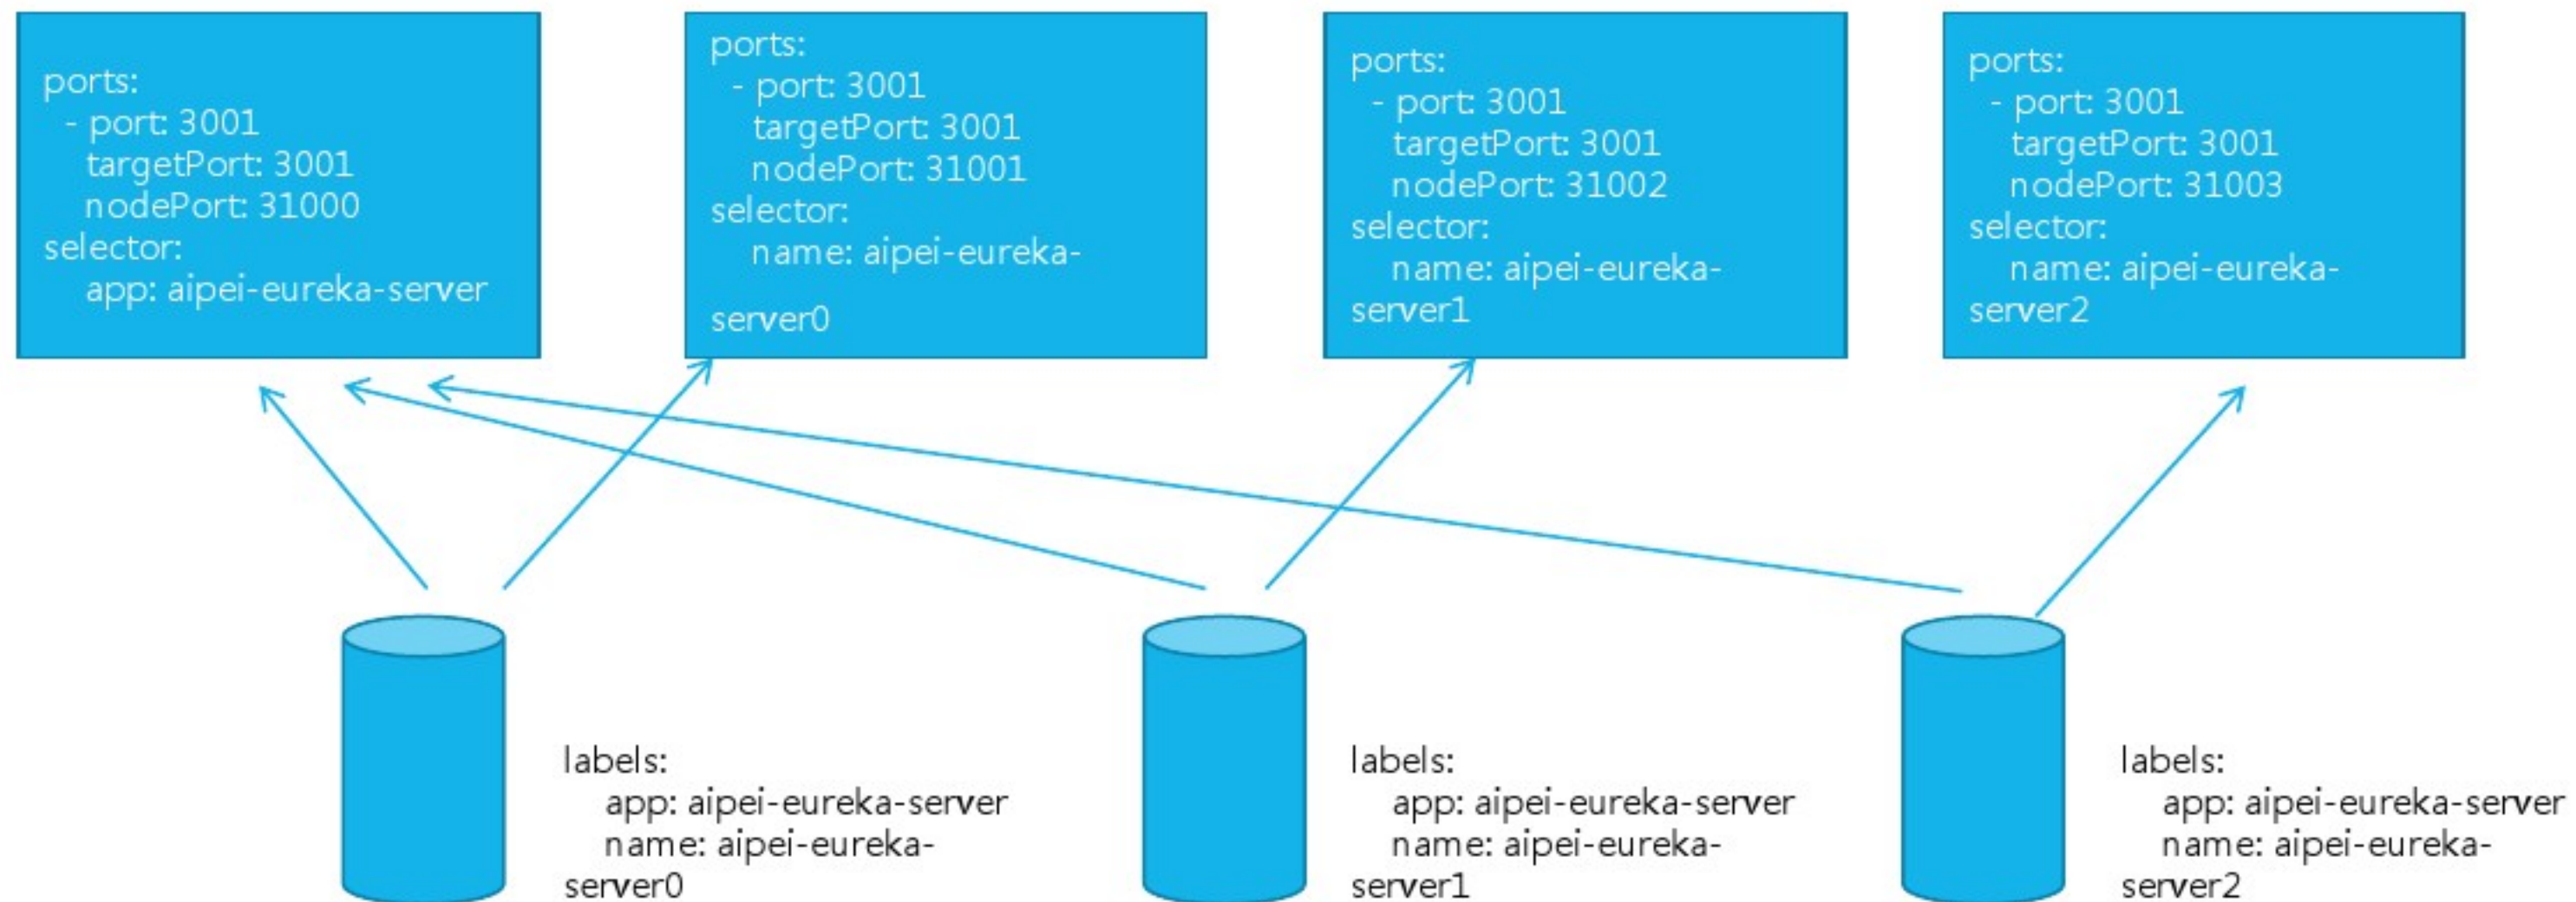 ports:
- port: 3001
targetPort: 3001
nodePort: 31000
selector:
app: aipei-eureka-server
ports:
- port: 3001
targetPort: 3001
nodePort: 31001
selector:
name: aipei-eureka-
server0
ports:
- port: 3001
targetPort: 3001
nodePort: 31002
selector:
name: aipei-eureka-
server1
ports:
- port: 3001
targetPort: 3001
nodePort: 31003
selector:
name: aipei-eureka-
server2
labels:
app: aipei-eureka-server
name: aipei-eureka-
server0
labels:
app: aipei-eureka-server
name: aipei-eureka-
server1
labels:
app: aipei-eureka-server
name: aipei-eureka-
server2